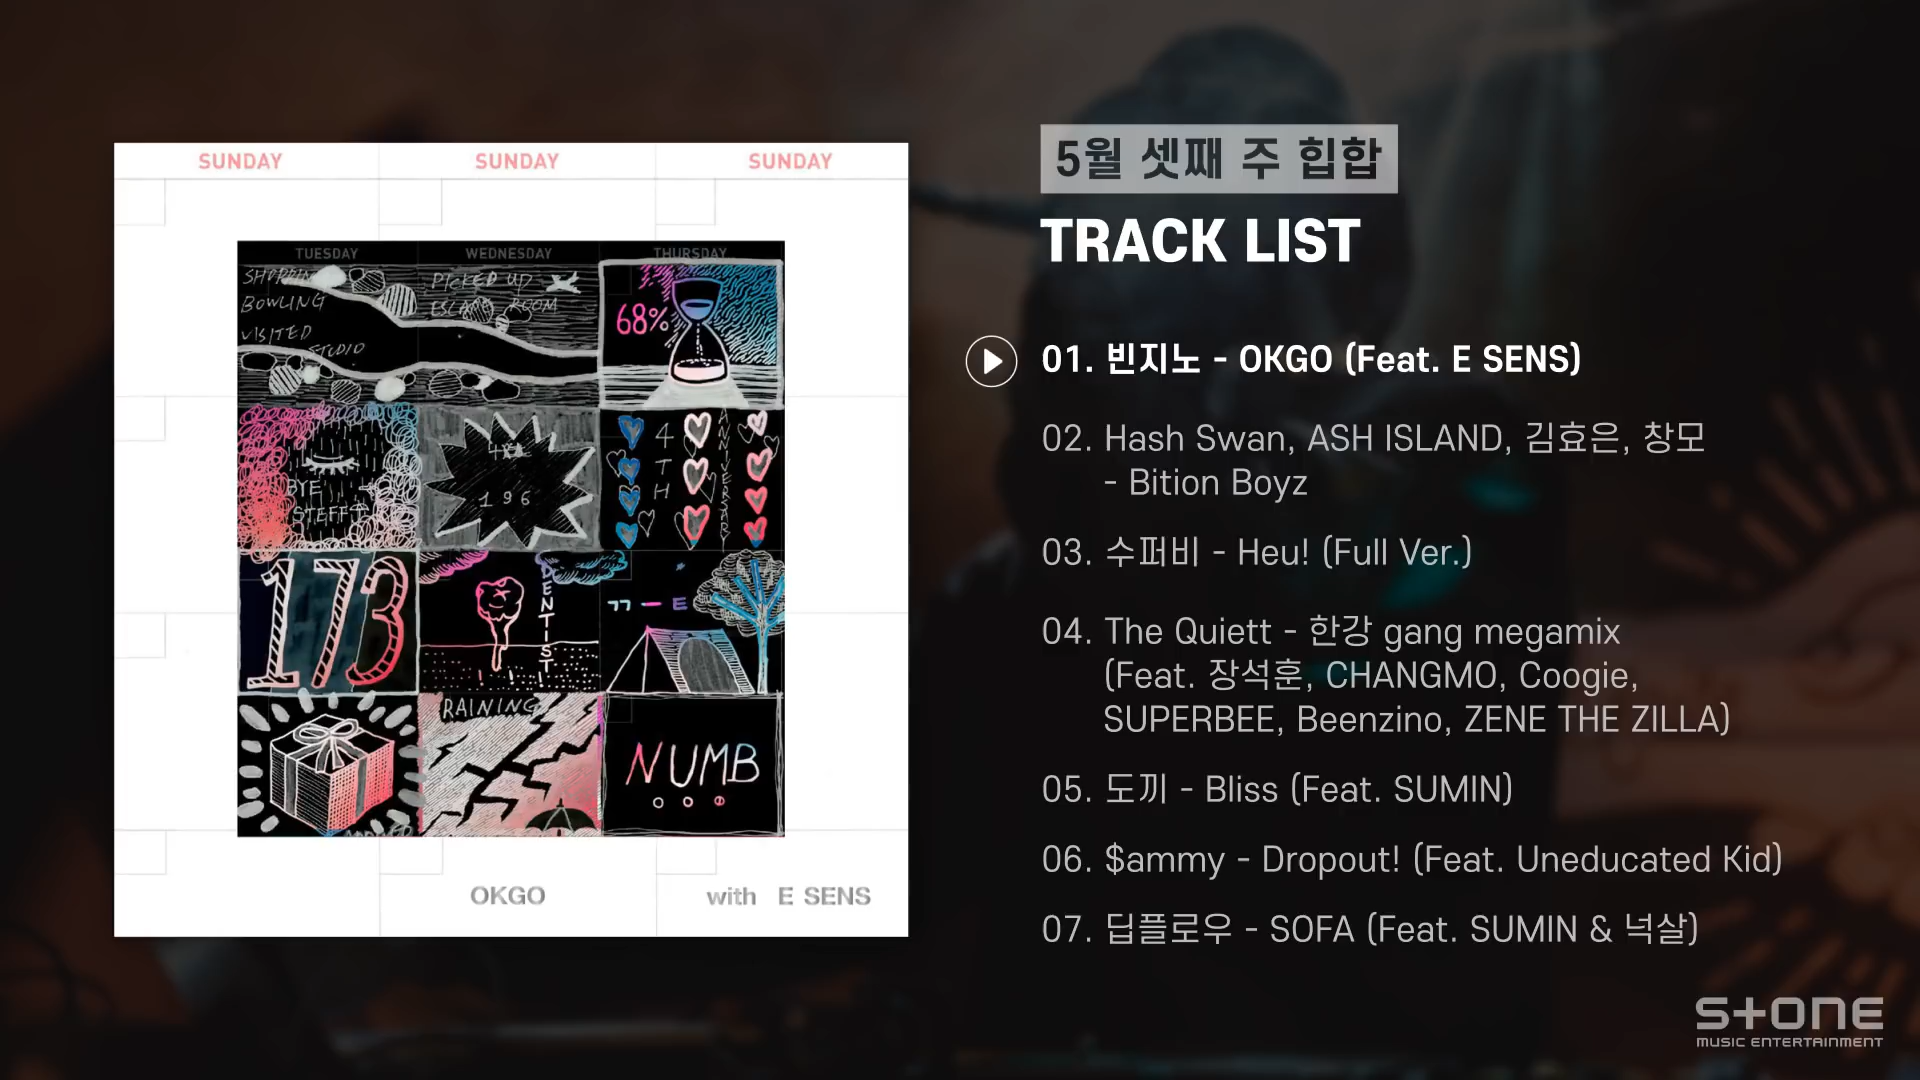 SUNDAY SUNDAY SUNDAY
TUESDAY WEDNESDAY THURSDAY
BOWLING
VISITED
STUDIO
PICKED UP
ROOM
68%
BYE
STEFF
196
4TH
ANNIVERSARY
173
DENTIST
ㄲ ㅡ E
RAINING
NUMB
OKGO with E SENS
5월 셋째 주 힙합
TRACK LIST
01. 빈지노 - OKGO (Feat. E SENS)
02. Hash Swan, ASH ISLAND, 김효은, 창모
- Bition Boyz
03. 수퍼비 - Heu! (Full Ver.)
04. The Quiett - 한강 gang megamix
(Feat. 장석훈, CHANGMO, Coogie,
SUPERBEE, Beenzino, ZENE THE ZILLA)
05. 도끼 - Bliss (Feat. SUMIN)
06. $ammy - Dropout! (Feat. Uneducated Kid)
07. 딥플로우 - SOFA (Feat. SUMIN & 넉살)
STONE
MUSIC ENTERTAINMENT